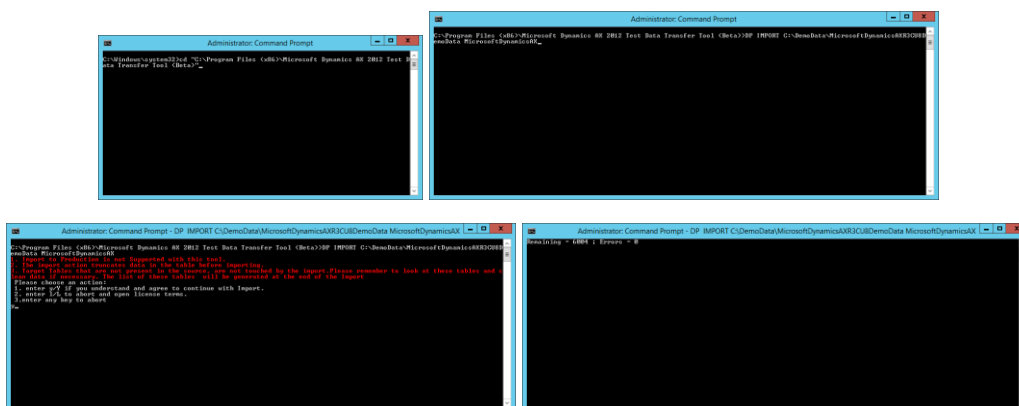 Administrator: Command Prompt
C:\Windows\system32>cd "C:\Program Files (x86)\Microsoft Dynamics AX 2012 Test D
ata Transfer Tool (Beta)"_
Administrator: Command Prompt
C:\Program Files (x86)\Microsoft Dynamics AX 2012 Test Data Transfer Tool (Beta)>DP IMPORT C:\DemoData\MicrosoftDynamicsAXR3CU8D
emoData MicrosoftDynamicsAX_
Administrator: Command Prompt - DP IMPORT C:\DemoData\MicrosoftDynamicsAXR3CU8DemoData MicrosoftDynamicsAX
C:\Program Files (x86)\Microsoft Dynamics AX 2012 Test Data Transfer Tool (Beta)>DP IMPORT C:\DemoData\MicrosoftDynamicsAXR3CU8D
emoData MicrosoftDynamicsAX
1. Import to Production is not Supported with this tool.
2. The import action truncates data in the table before importing.
3. Target Tables that are not present in the source, are not touched by the import.Please remember to look at these tables and c
lean data if necessary. The list of these tables will be generated at the end of the import
Please choose an action:
1. enter y/Y if you understand and agree to continue with Import.
2. enter l/L to abort and open license terms.
3.enter any key to abort
y_
Administrator: Command Prompt - DP IMPORT C:\DemoData\MicrosoftDynamicsAXR3CU8DemoData MicrosoftDynamicsAX
Remaining = 6004 ; Errors = 0